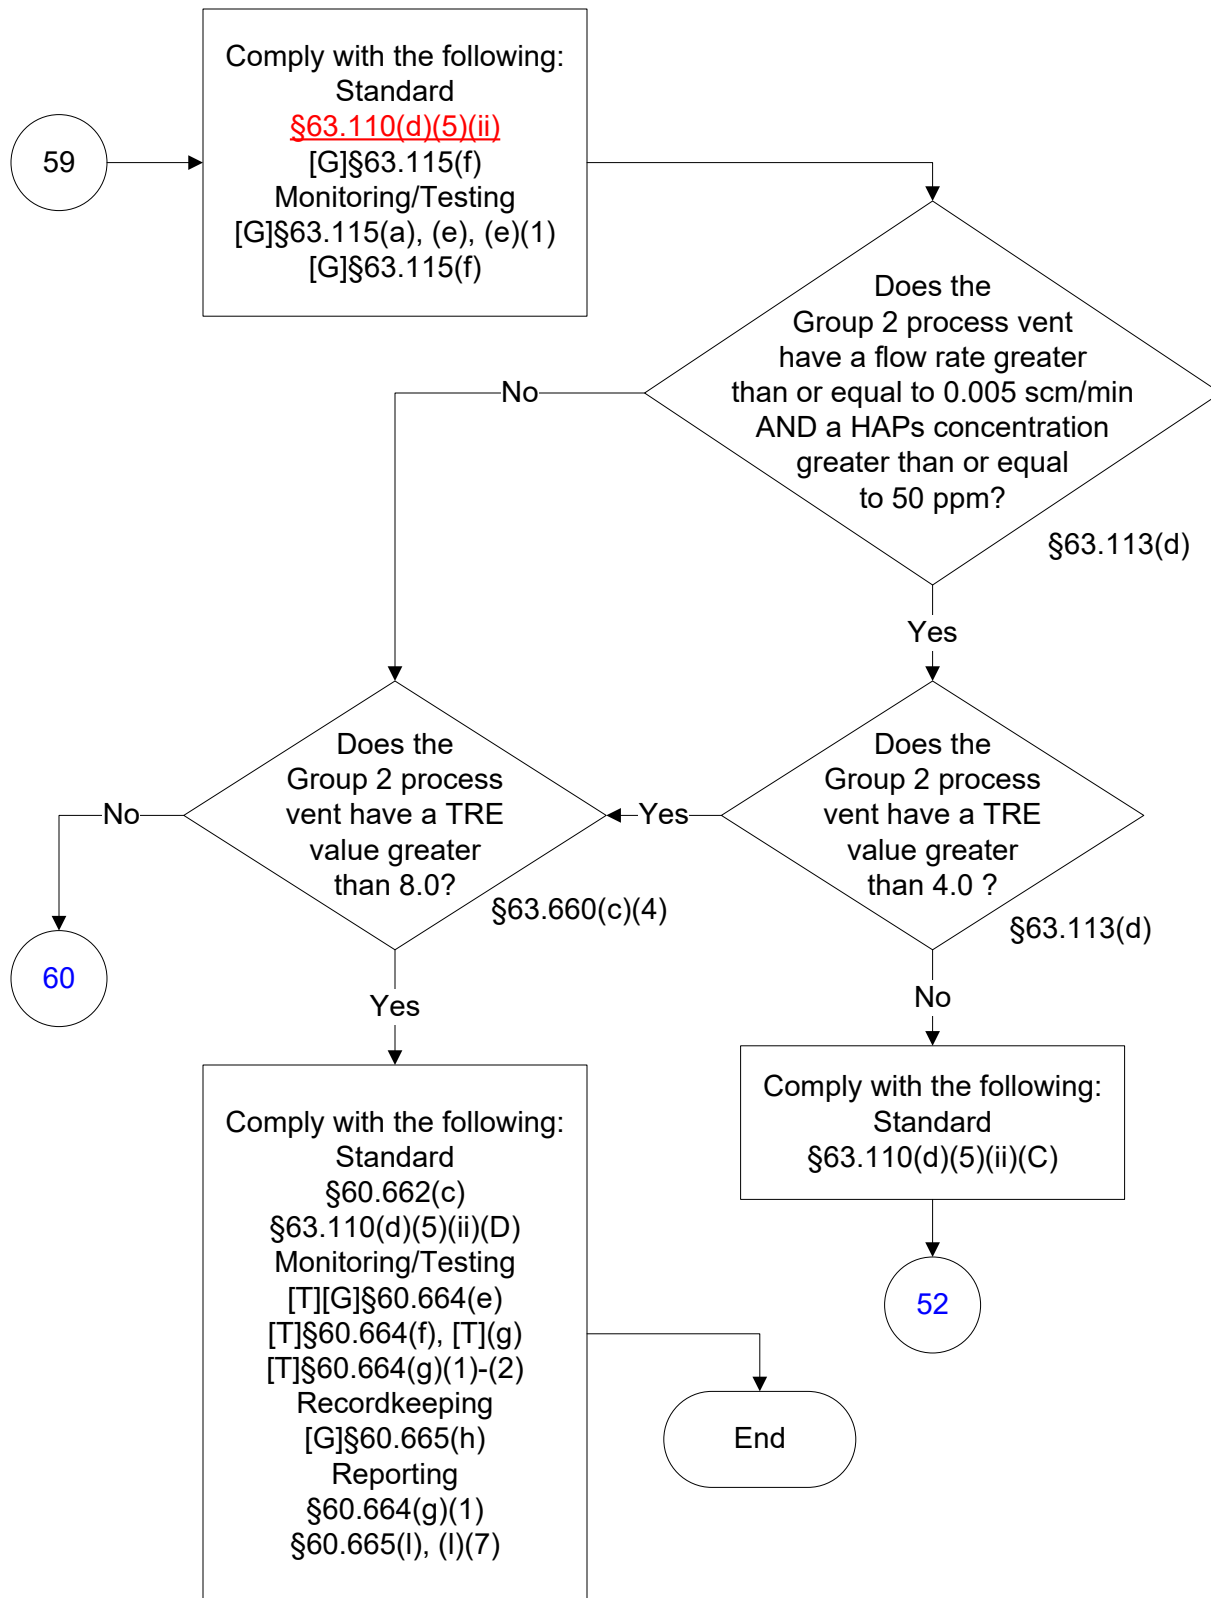 59
Comply with the following:
Standard
§63.110(d)(5)(ii)
[G]§63.115(f)
Monitoring/Testing
[G]§63.115(a), (e), (e)(1)
[G]§63.115(f)
Does the
Group 2 process vent
have a flow rate greater
than or equal to 0.005 scm/min
AND a HAPs concentration
greater than or equal
to 50 ppm?
§63.113(d)
No
Yes
Does the
Group 2 process
vent have a TRE
value greater
than 8.0?
§63.660(c)(4)
Yes
Does the
Group 2 process
vent have a TRE
value greater
than 4.0 ?
§63.113(d)
No
60
Yes
No
Comply with the following:
Standard
§63.110(d)(5)(ii)(C)
52
Comply with the following:
Standard
§60.662(c)
§63.110(d)(5)(ii)(D)
Monitoring/Testing
[T][G]§60.664(e)
[T]§60.664(f), [T](g)
[T]§60.664(g)(1)-(2)
Recordkeeping
[G]§60.665(h)
Reporting
§60.664(g)(1)
§60.665(l), (l)(7)
End